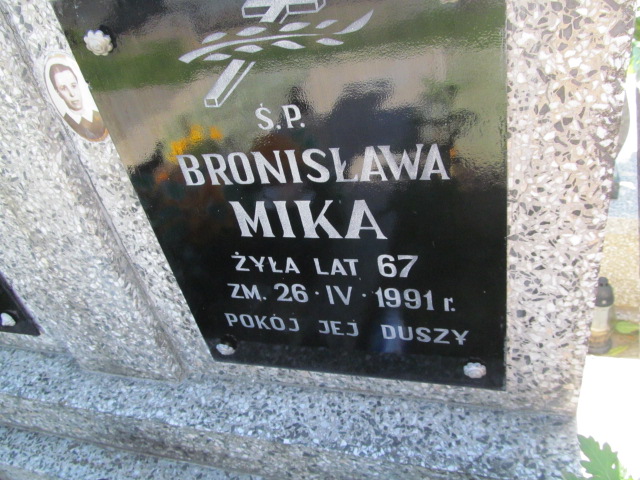 Ś.P.
BRONISŁAWA
MIKA
ŻYŁA LAT 67
ZM. 26·IV·1991 r.
POKÓJ JEJ DUSZY